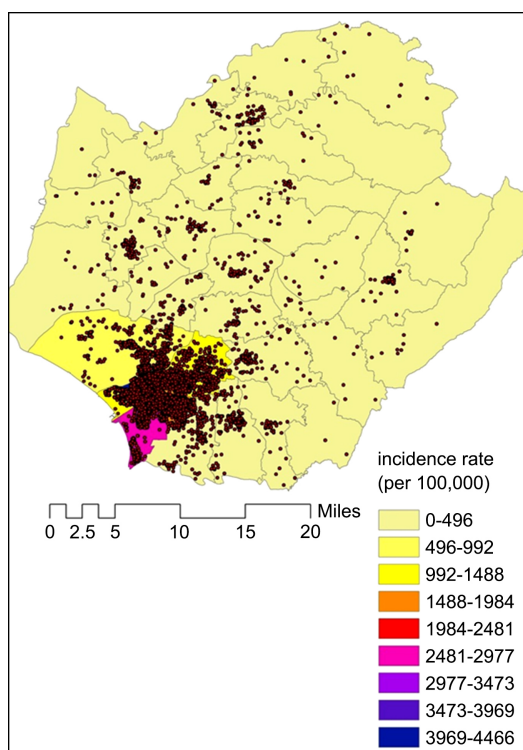 incidence rate
(per 100,000)
Miles
0 2.5 5 10 15 20
0-496
496-992
992-1488
1488-1984
1984-2481
2481-2977
2977-3473
3473-3969
3969-4466